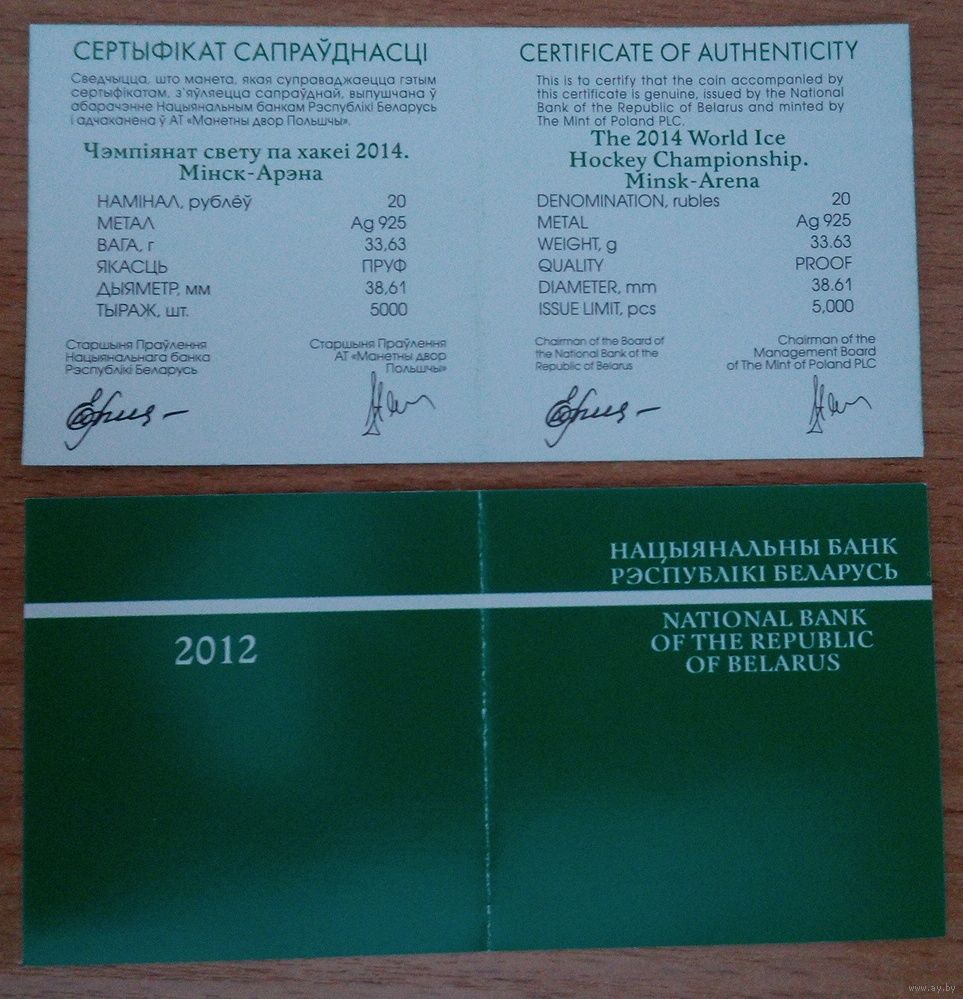 СЕРТЫФІКАТ САПРАЎДНАСЦІ
Сведчыцца, што манета, якая суправаджаецца гэтым
сертыфікатам, з'яўляецца сапраўднай, выпушчана ў
абарачэнне Нацыянальным банкам Рэспублікі Беларусь
і адчаканена ў АТ «Манетны двор Польшчы».
Чэмпіянат свету па хакеі 2014.
Мінск-Арэна
НАМІНАЛ, рублёў 20
МЕТАЛ Ag 925
ВАГА, г 33,63
ЯКАСЦЬ ПРУФ
ДЫЯМЕТР, мм 38,61
ТЫРАЖ, шт. 5000
Старшыня Праўлення
Нацыянальнага банка
Рэспублікі Беларусь
Старшыня Праўлення
АТ «Манетны двор
Польшчы»
CERTIFICATE OF AUTHENTICITY
This is to certify that the coin accompanied by
this certificate is genuine, issued by the National
Bank of the Republic of Belarus and minted by
The Mint of Poland PLC.
The 2014 World Ice
Hockey Championship.
Minsk-Arena
DENOMINATION, rubles 20
METAL Ag 925
WEIGHT, g 33.63
QUALITY PROOF
DIAMETER, mm 38.61
ISSUE LIMIT, pcs 5,000
Chairman of the Board of
the National Bank of the
Republic of Belarus
Chairman of the
Management Board
of The Mint of Poland PLC
2012
НАЦЫЯНАЛЬНЫ БАНК
РЭСПУБЛІКІ БЕЛАРУСЬ
NATIONAL BANK
OF THE REPUBLIC
OF BELARUS
www.ay.by